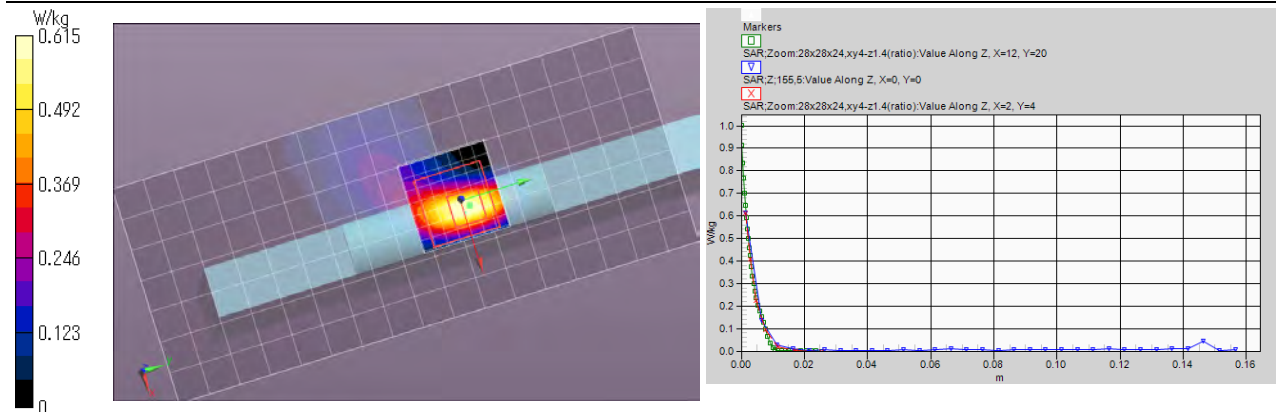 W/kg
0.615
0.492
0.369
0.246
0.123
0
Markers
SAR;Zoom:28x28x24,xy4-z1.4(ratio):Value Along Z, X=12, Y=20
SAR;Z;155,5:Value Along Z, X=0, Y=0
SAR;Zoom:28x28x24,xy4-z1.4(ratio):Value Along Z, X=2, Y=4
W/kg
1.0
0.9
0.8
0.7
0.6
0.5
0.4
0.3
0.2
0.1
0.0
0.00 0.02 0.04 0.06 0.08 0.10 0.12 0.14 0.16
m